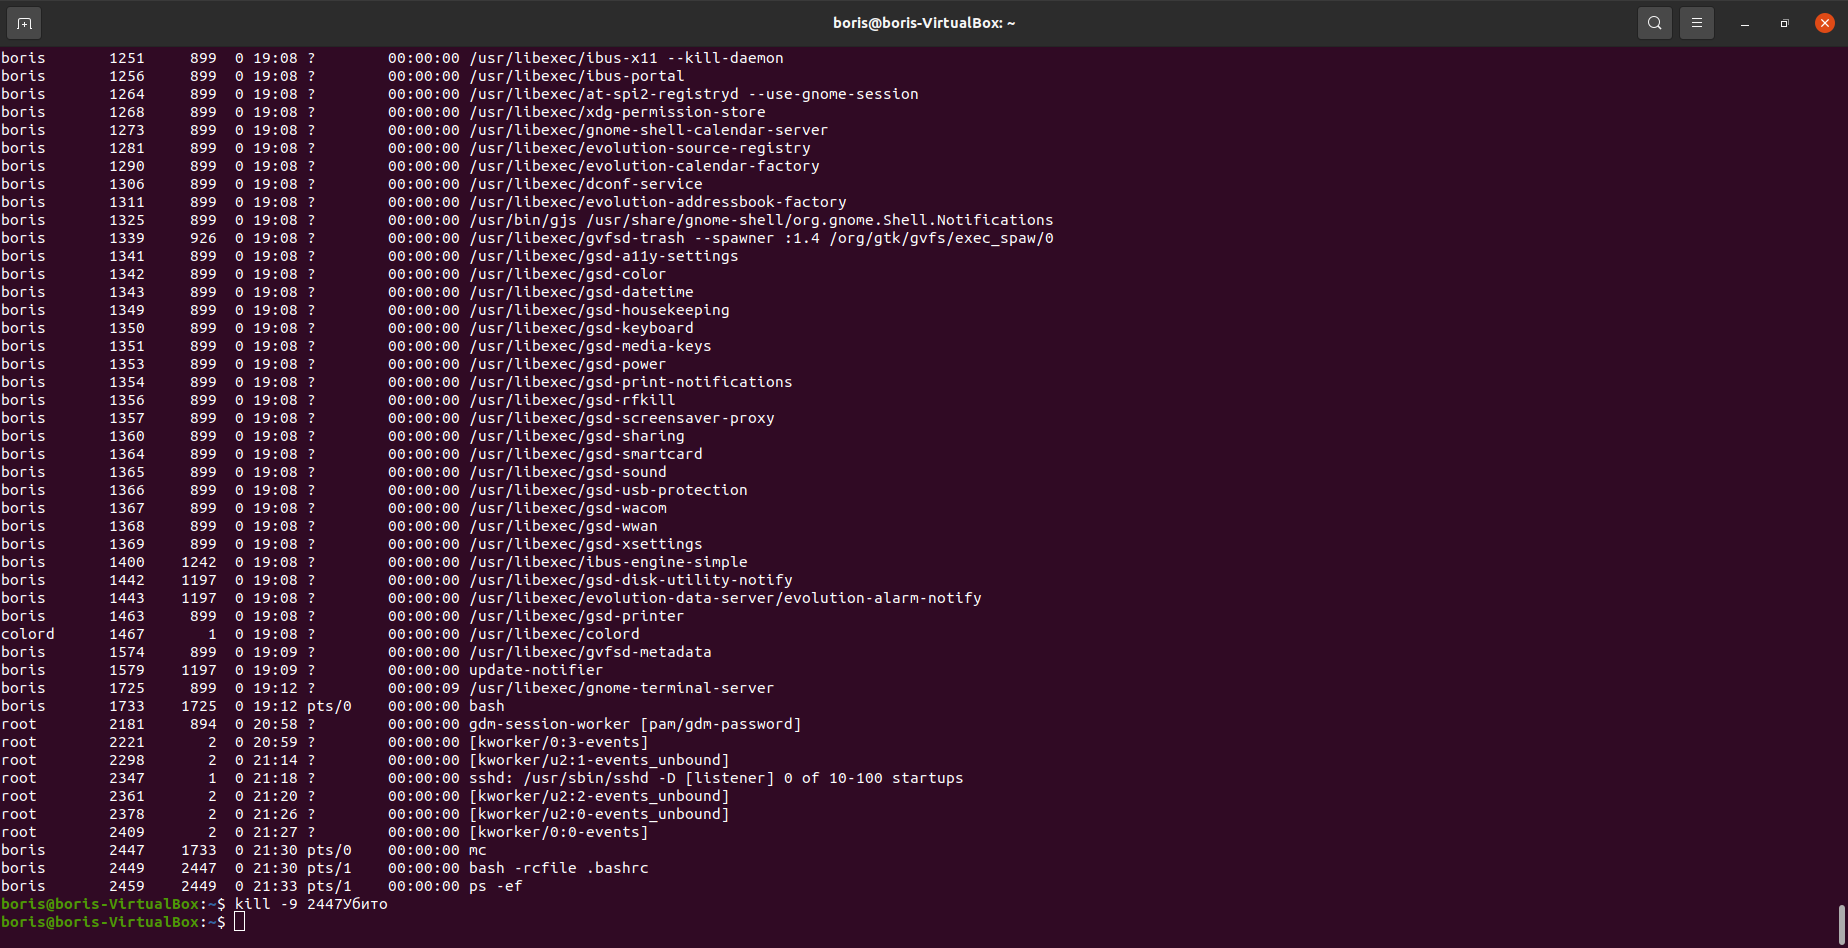 boris@boris-VirtualBox: ~
boris 1251 899 0 19:08 ? 00:00:00 /usr/libexec/ibus-x11 --kill-daemon
boris 1256 899 0 19:08 ? 00:00:00 /usr/libexec/ibus-portal
boris 1264 899 0 19:08 ? 00:00:00 /usr/libexec/at-spi2-registryd --use-gnome-session
boris 1268 899 0 19:08 ? 00:00:00 /usr/libexec/xdg-permission-store
boris 1273 899 0 19:08 ? 00:00:00 /usr/libexec/gnome-shell-calendar-server
boris 1281 899 0 19:08 ? 00:00:00 /usr/libexec/evolution-source-registry
boris 1290 899 0 19:08 ? 00:00:00 /usr/libexec/evolution-calendar-factory
boris 1306 899 0 19:08 ? 00:00:00 /usr/libexec/dconf-service
boris 1311 899 0 19:08 ? 00:00:00 /usr/libexec/evolution-addressbook-factory
boris 1325 899 0 19:08 ? 00:00:00 /usr/bin/gjs /usr/share/gnome-shell/org.gnome.Shell.Notifications
boris 1339 926 0 19:08 ? 00:00:00 /usr/libexec/gvfsd-trash --spawner :1.4 /org/gtk/gvfs/exec_spaw/0
boris 1341 899 0 19:08 ? 00:00:00 /usr/libexec/gsd-a11y-settings
boris 1342 899 0 19:08 ? 00:00:00 /usr/libexec/gsd-color
boris 1343 899 0 19:08 ? 00:00:00 /usr/libexec/gsd-datetime
boris 1349 899 0 19:08 ? 00:00:00 /usr/libexec/gsd-housekeeping
boris 1350 899 0 19:08 ? 00:00:00 /usr/libexec/gsd-keyboard
boris 1351 899 0 19:08 ? 00:00:00 /usr/libexec/gsd-media-keys
boris 1353 899 0 19:08 ? 00:00:00 /usr/libexec/gsd-power
boris 1354 899 0 19:08 ? 00:00:00 /usr/libexec/gsd-print-notifications
boris 1356 899 0 19:08 ? 00:00:00 /usr/libexec/gsd-rfkill
boris 1357 899 0 19:08 ? 00:00:00 /usr/libexec/gsd-screensaver-proxy
boris 1360 899 0 19:08 ? 00:00:00 /usr/libexec/gsd-sharing
boris 1364 899 0 19:08 ? 00:00:00 /usr/libexec/gsd-smartcard
boris 1365 899 0 19:08 ? 00:00:00 /usr/libexec/gsd-sound
boris 1366 899 0 19:08 ? 00:00:00 /usr/libexec/gsd-usb-protection
boris 1367 899 0 19:08 ? 00:00:00 /usr/libexec/gsd-wacom
boris 1368 899 0 19:08 ? 00:00:00 /usr/libexec/gsd-wwan
boris 1369 899 0 19:08 ? 00:00:00 /usr/libexec/gsd-xsettings
boris 1400 1242 0 19:08 ? 00:00:00 /usr/libexec/ibus-engine-simple
boris 1442 1197 0 19:08 ? 00:00:00 /usr/libexec/gsd-disk-utility-notify
boris 1443 1197 0 19:08 ? 00:00:00 /usr/libexec/evolution-data-server/evolution-alarm-notify
boris 1463 899 0 19:08 ? 00:00:00 /usr/libexec/gsd-printer
colord 1467 1 0 19:08 ? 00:00:00 /usr/libexec/colord
boris 1574 899 0 19:09 ? 00:00:00 /usr/libexec/gvfsd-metadata
boris 1579 1197 0 19:09 ? 00:00:00 update-notifier
boris 1725 899 0 19:12 ? 00:00:09 /usr/libexec/gnome-terminal-server
boris 1733 1725 0 19:12 pts/0 00:00:00 bash
root 2181 894 0 20:58 ? 00:00:00 gdm-session-worker [pam/gdm-password]
root 2221 2 0 20:59 ? 00:00:00 [kworker/0:3-events]
root 2298 2 0 21:14 ? 00:00:00 [kworker/u2:1-events_unbound]
root 2347 1 0 21:18 ? 00:00:00 sshd: /usr/sbin/sshd -D [listener] 0 of 10-100 startups
root 2361 2 0 21:20 ? 00:00:00 [kworker/u2:2-events_unbound]
root 2378 2 0 21:26 ? 00:00:00 [kworker/u2:0-events_unbound]
root 2409 2 0 21:27 ? 00:00:00 [kworker/0:0-events]
boris 2447 1733 0 21:30 pts/0 00:00:00 mc
boris 2449 2447 0 21:30 pts/1 00:00:00 bash -rcfile .bashrc
boris 2459 2449 0 21:33 pts/1 00:00:00 ps -ef
boris@boris-VirtualBox:~$ kill -9 2447Убито
boris@boris-VirtualBox:~$